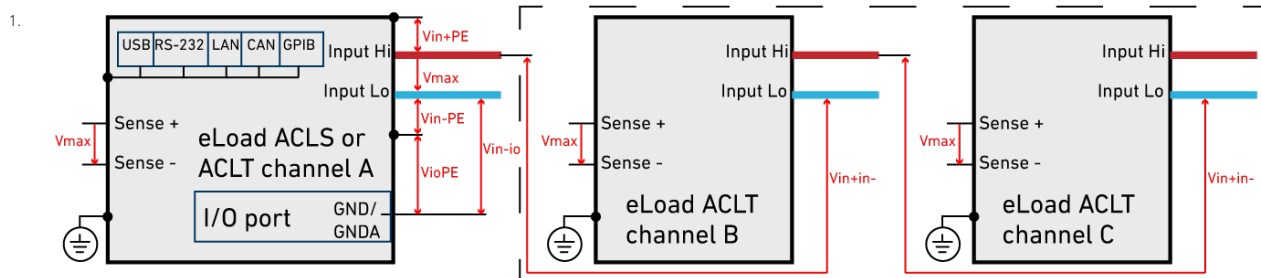 1.
USB RS-232 LAN CAN GPIB
Input Hi
Input Lo
Vin+PE
Vmax
Vin-PE
Vin-io
VioPE
Sense +
Vmax
Sense -
eLoad ACLS or
ACLT channel A
I/O port
GND/
GNDA
Input Hi
Input Lo
Sense +
Vmax
Sense -
Vin+in-
eLoad ACLT
channel B
Input Hi
Input Lo
Sense +
Vmax
Sense -
Vin+in-
eLoad ACLT
channel C